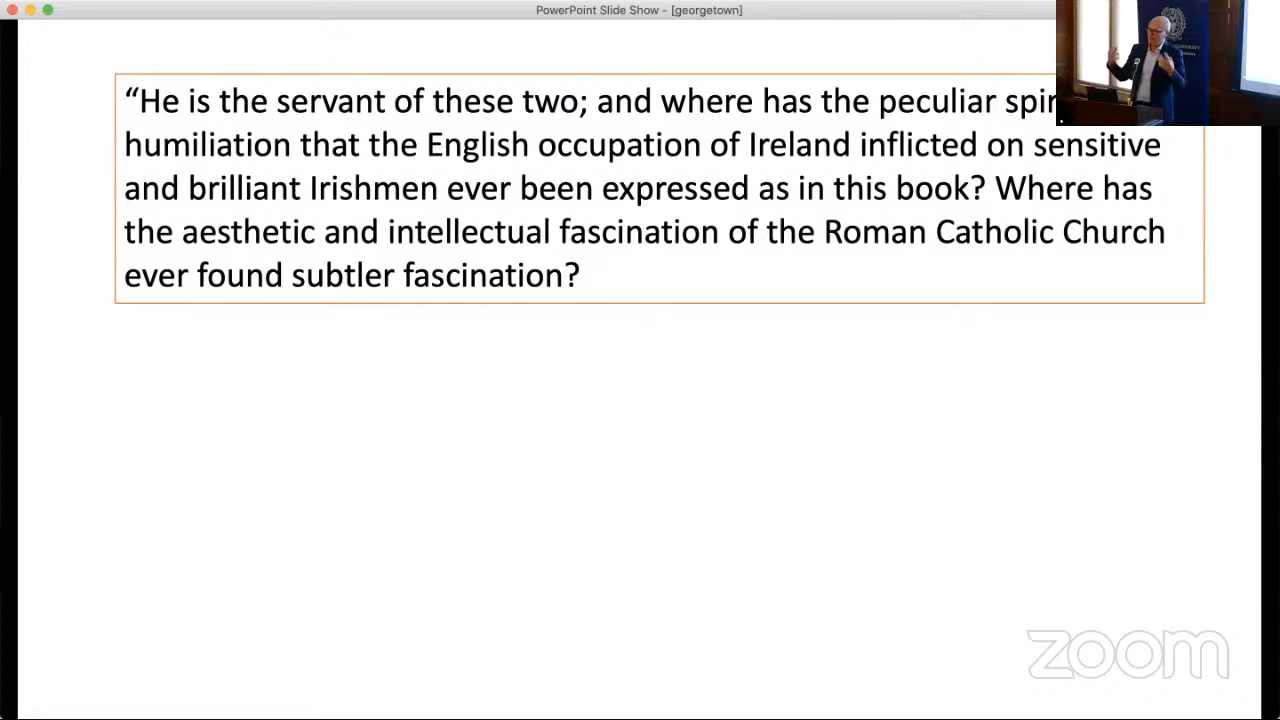 PowerPoint Slide Show - [georgetown]
“He is the servant of these two; and where has the peculiar
humiliation that the English occupation of Ireland inflicted on sensitive
and brilliant Irishmen ever been expressed as in this book? Where has
the aesthetic and intellectual fascination of the Roman Catholic Church
ever found subtler fascination?
zoom